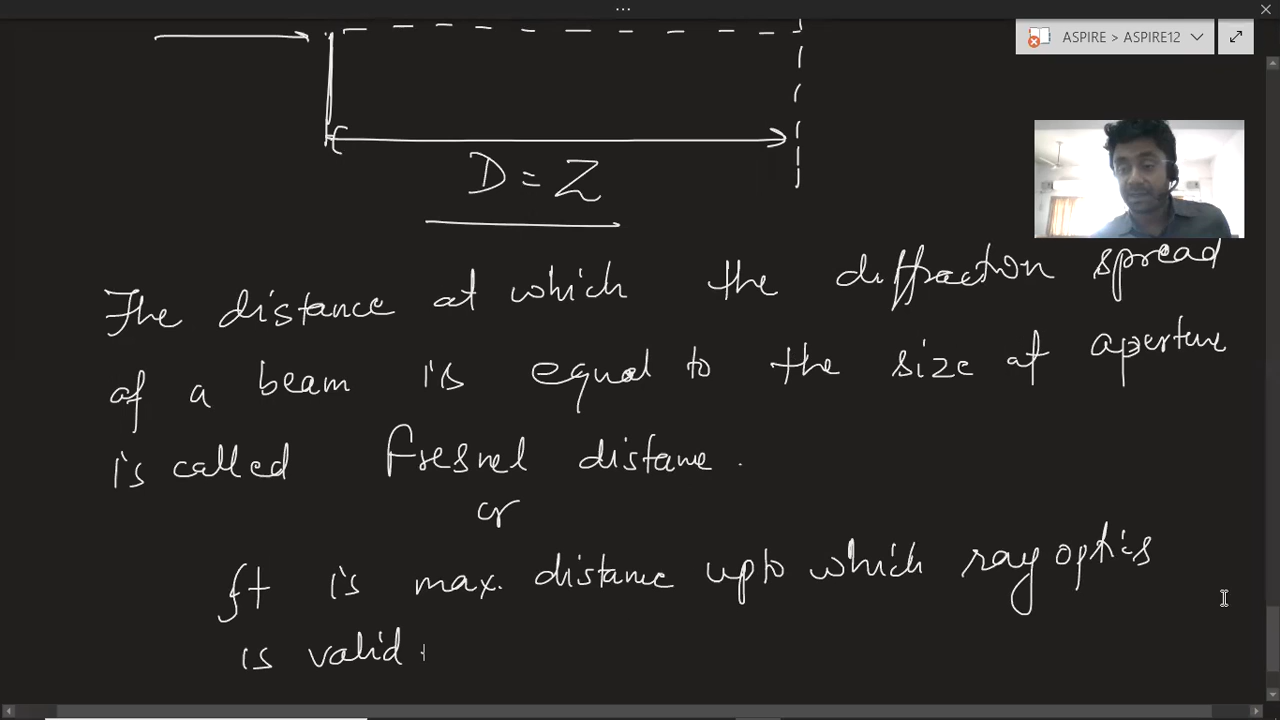 ASPIRE > ASPIRE12
D = Z
The distance at which the diffraction spread
of a beam is equal to the size of aperture
is called fresnel distance.
or
It is max. distance upto which ray optics
is valid